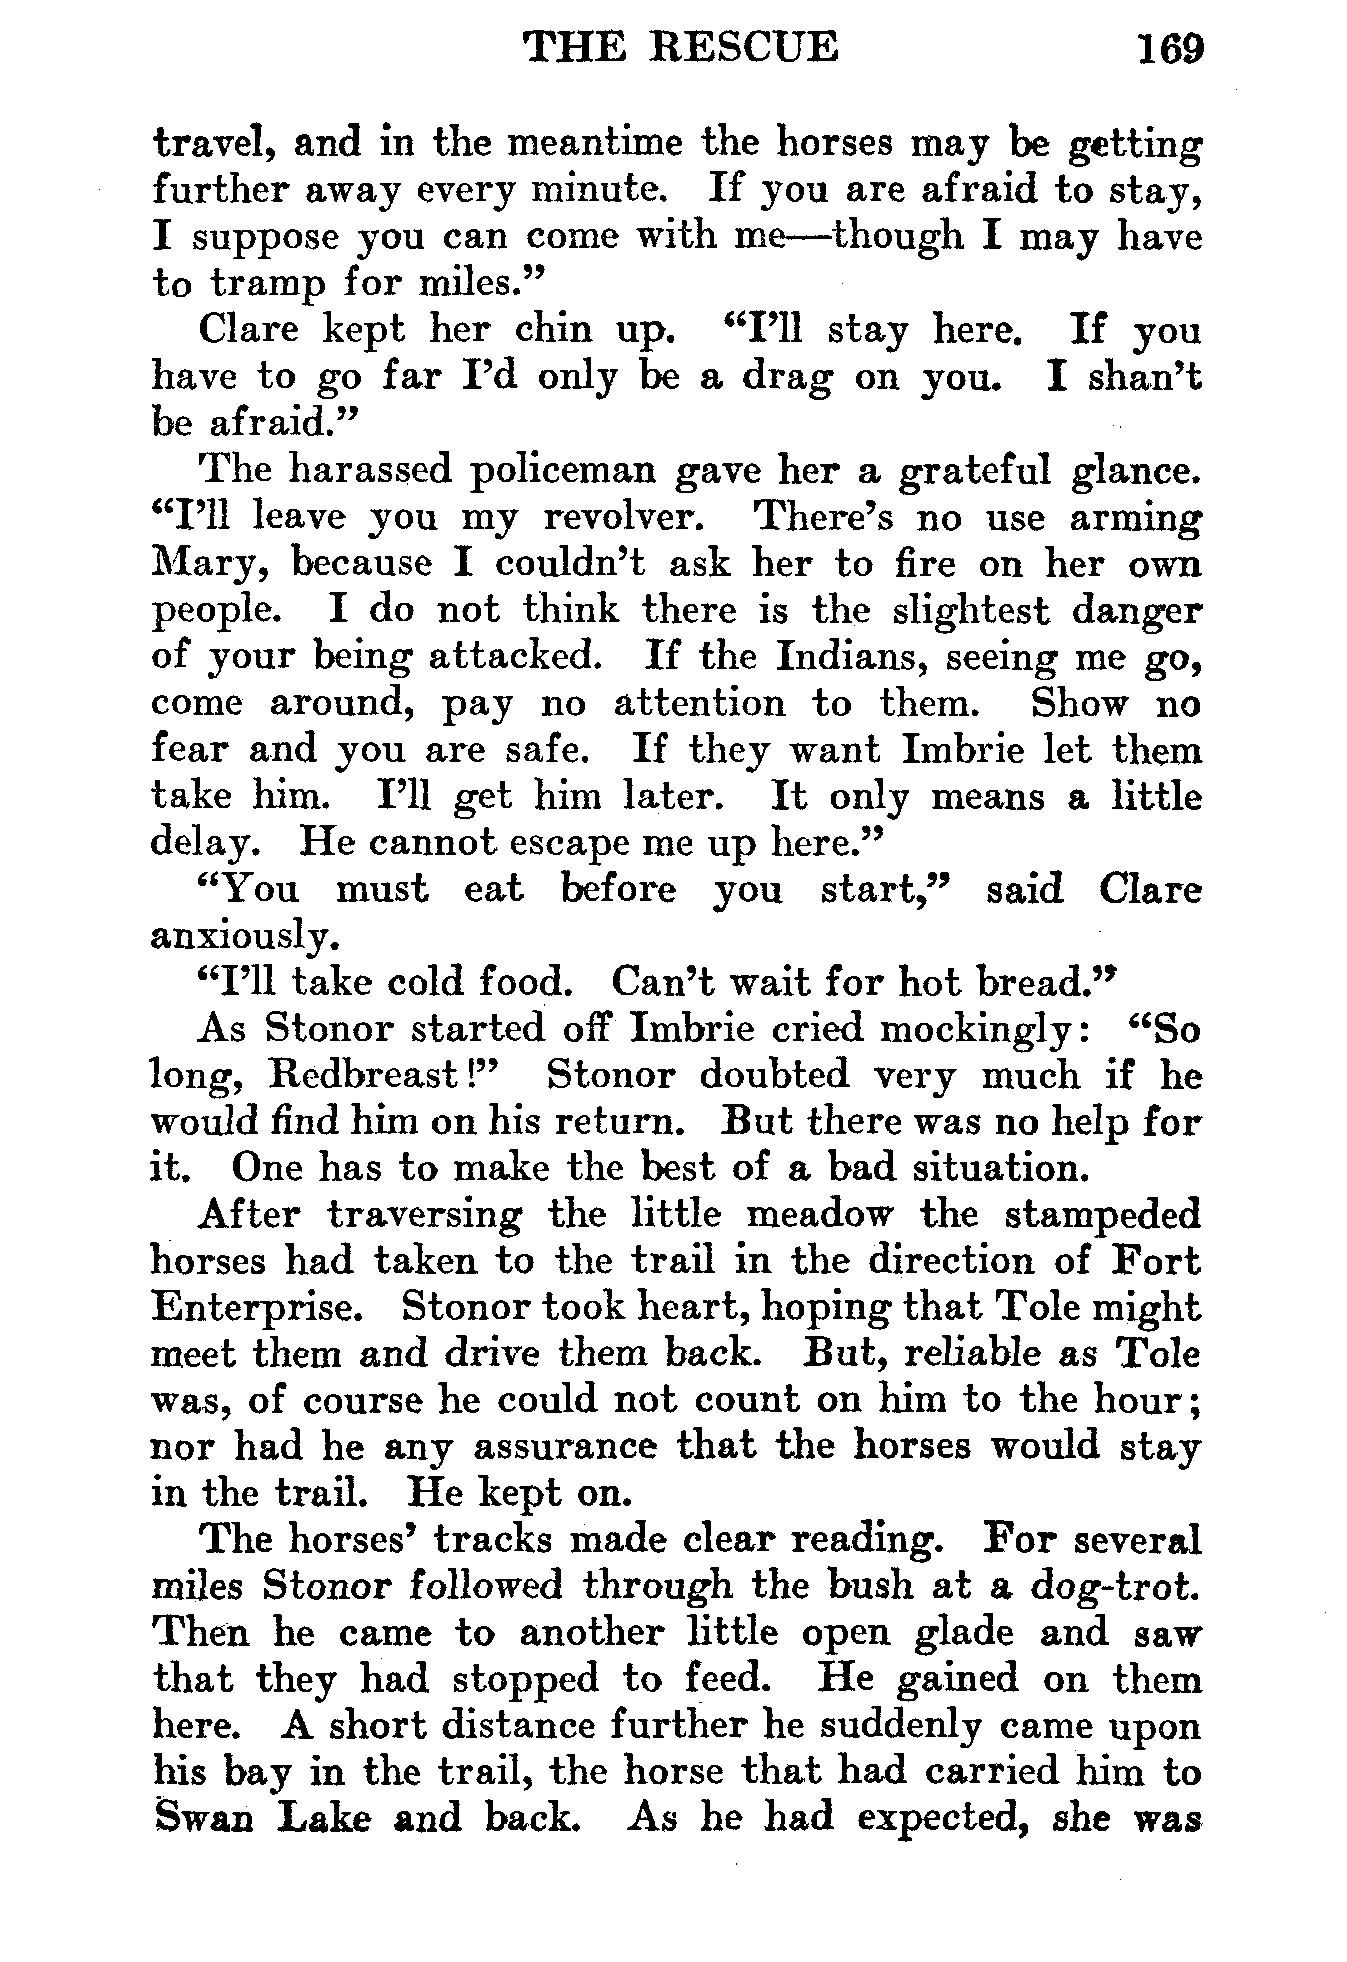 THE RESCUE 169
travel, and in the meantime the horses may be getting
further away every minute. If you are afraid to stay,
I suppose you can come with me—though I may have
to tramp for miles.”
Clare kept her chin up. “I’ll stay here. If you
have to go far I’d only be a drag on you. I shan’t
be afraid.”
The harassed policeman gave her a grateful glance.
“I’ll leave you my revolver. There’s no use arming
Mary, because I couldn’t ask her to fire on her own
people. I do not think there is the slightest danger
of your being attacked. If the Indians, seeing me go,
come around, pay no attention to them. Show no
fear and you are safe. If they want Imbrie let them
take him. I’ll get him later. It only means a little
delay. He cannot escape me up here.”
“You must eat before you start,” said Clare
anxiously.
“I’ll take cold food. Can’t wait for hot bread.”
As Stonor started off Imbrie cried mockingly: “So
long, Redbreast!” Stonor doubted very much if he
would find him on his return. But there was no help for
it. One has to make the best of a bad situation.
After traversing the little meadow the stampeded
horses had taken to the trail in the direction of Fort
Enterprise. Stonor took heart, hoping that Tole might
meet them and drive them back. But, reliable as Tole
was, of course he could not count on him to the hour;
nor had he any assurance that the horses would stay
in the trail. He kept on.
The horses’ tracks made clear reading. For several
miles Stonor followed through the bush at a dog-trot.
Then he came to another little open glade and saw
that they had stopped to feed. He gained on them
here. A short distance further he suddenly came upon
his bay in the trail, the horse that had carried him to
Swan Lake and back. As he had expected, she was